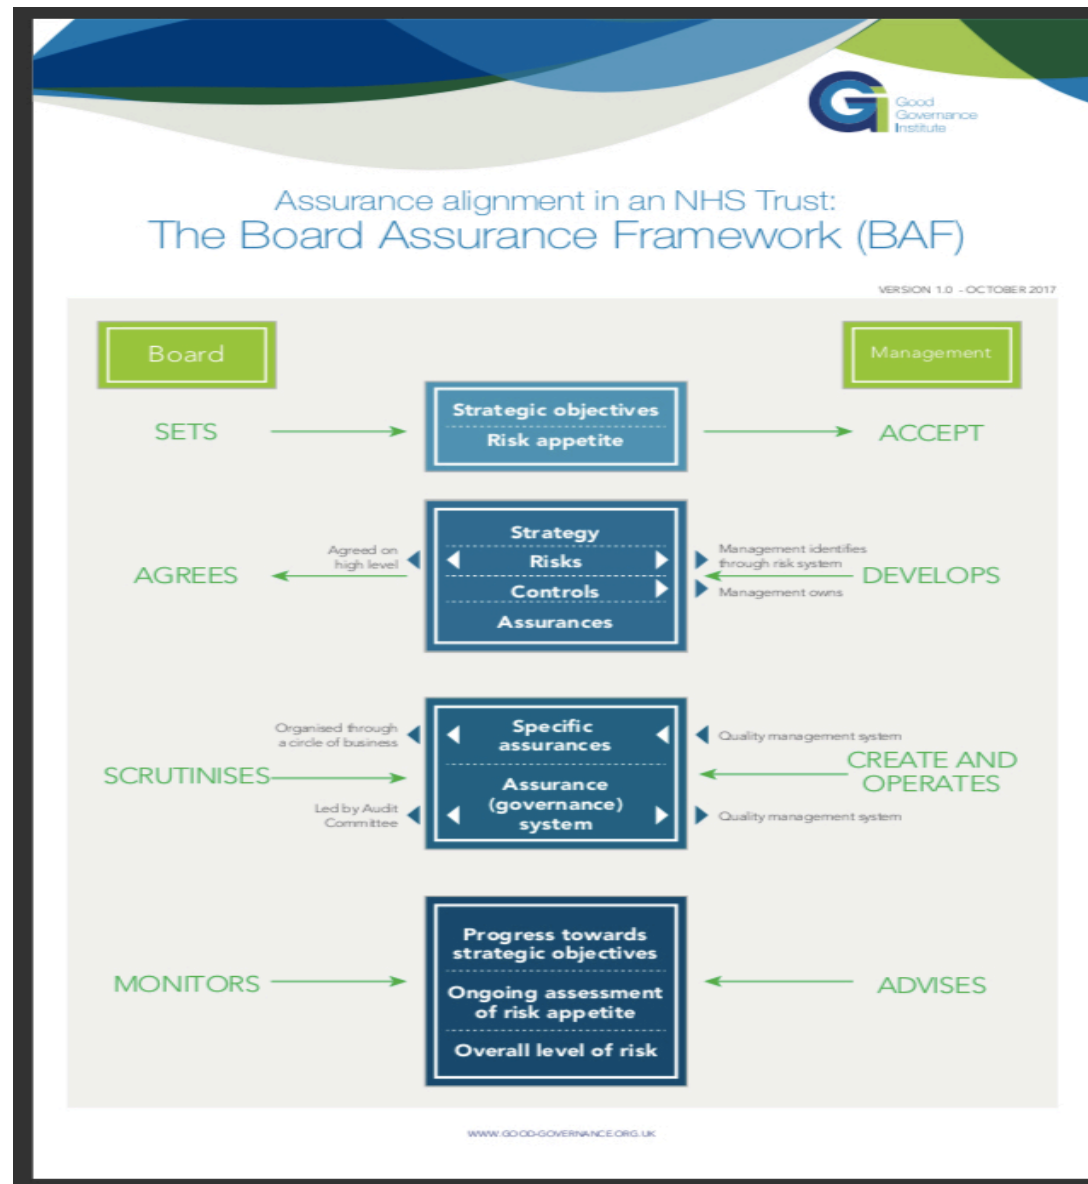 Good
Governance
Institute
Assurance alignment in an NHS Trust:
The Board Assurance Framework (BAF)
VERSION 1.0 - OCTOBER 2017
Board
Management
Strategic objectives
Risk appetite
SETS
ACCEPT
Strategy
Risks
Controls
Assurances
Agreed on
high level
AGREES
Management identifies
through risk system
Management owns
DEVELOPS
Specific
assurances
Assurance
(governance)
system
Organised through
a circle of business
SCRUTINISES
Led by Audit
Committee
Quality management system
CREATE AND
OPERATES
Quality management system
Progress towards
strategic objectives
Ongoing assessment
of risk appetite
Overall level of risk
MONITORS
ADVISES
WWW.GOOD-GOVERNANCE.ORG.UK